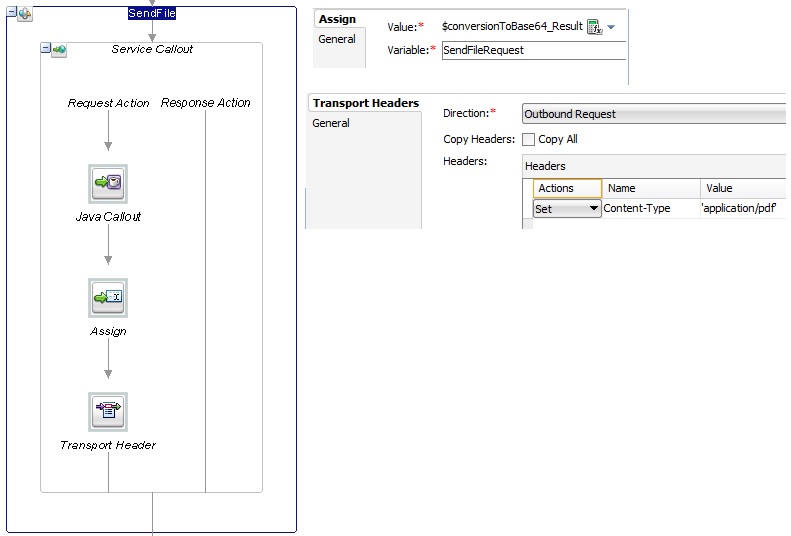 SendFile
Service Callout
Request Action Response Action
Java Callout
Assign
Transport Header
Assign
General
Value:* $conversionToBase64_Result
Variable:* SendFileRequest
Transport Headers
General
Direction:* Outbound Request
Copy Headers: Copy All
Headers: Headers
Actions Name Value
Set Content-Type 'application/pdf'